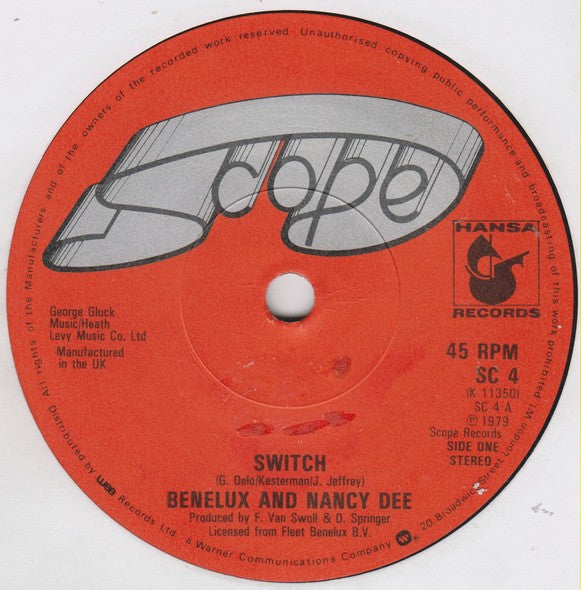 All rights of the Manufacturers and of the owners of the recorded work reserved. Unauthorised copying public performance and broadcasting of this work prohibited
Scope
HANSA
RECORDS
George Gluck
Music/Heath
Levy Music Co. Ltd
Manufactured
in the UK
45 RPM
SC 4
(K 11350)
SC 4 A
℗ 1979
Scope Records
SIDE ONE
STEREO
SWITCH
(G. Delo/Kesterman/J. Jeffrey)
BENELUX AND NANCY DEE
Produced by F. Van Swoll & D. Springer
Licensed from Fleet Benelux B.V.
Distributed by wea Records Ltd. a Warner Communications Company W 20 Broadwick Street London W1